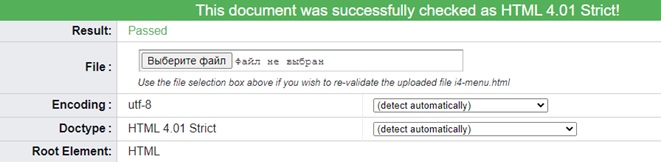 This document was successfully checked as HTML 4.01 Strict!
Result: Passed
File : Выберите файл Файл не выбран
Use the file selection box above if you wish to re-validate the uploaded file i4-menu.html
Encoding : utf-8 (detect automatically)
Doctype : HTML 4.01 Strict (detect automatically)
Root Element: HTML